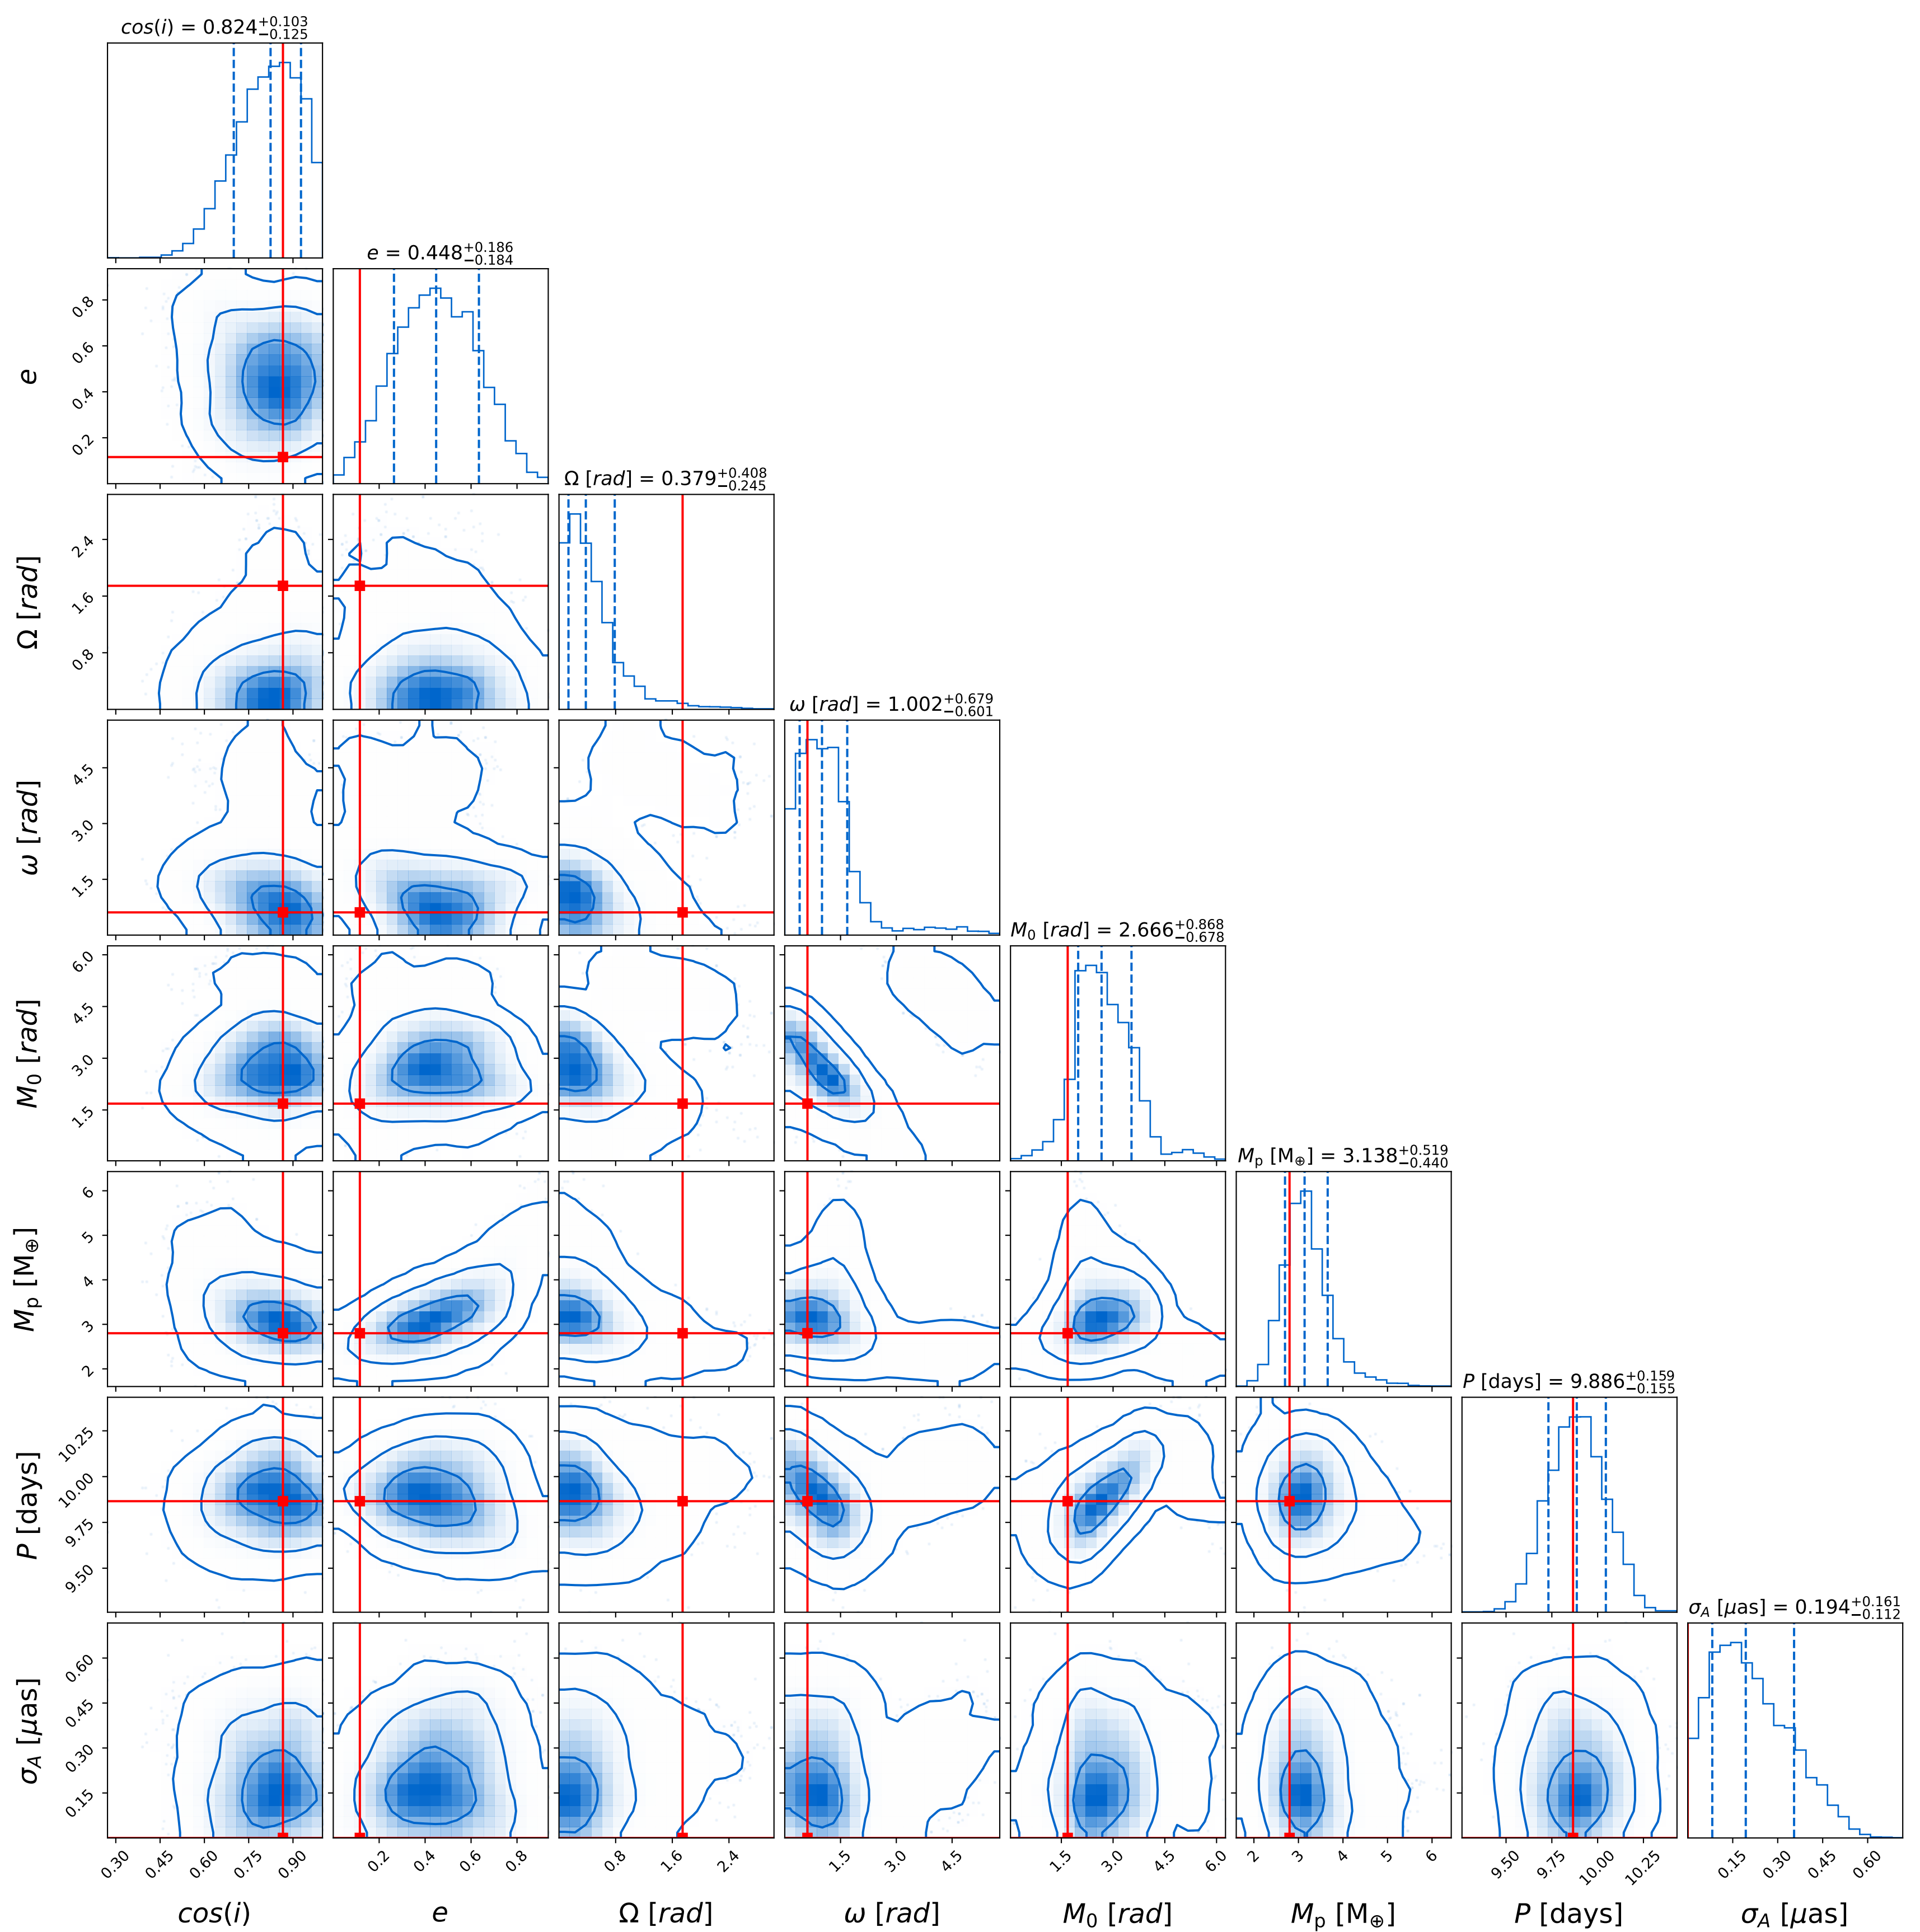 cos(i) = 0.824+0.103−0.125
e = 0.448+0.186−0.184
Ω [rad] = 0.379+0.408−0.245
ω [rad] = 1.002+0.679−0.601
M0 [rad] = 2.666+0.868−0.678
Mp [M⊕] = 3.138+0.519−0.440
P [days] = 9.886+0.159−0.155
σA [μas] = 0.194+0.161−0.112
e
0.8
0.6
0.4
0.2
Ω [rad]
2.4
1.6
0.8
ω [rad]
4.5
3.0
1.5
M0 [rad]
6.0
4.5
3.0
1.5
Mp [M⊕]
6
5
4
3
2
P [days]
10.25
10.00
9.75
9.50
σA [μas]
0.60
0.45
0.30
0.15
0.30 0.45 0.60 0.75 0.90
0.2 0.4 0.6 0.8
0.8 1.6 2.4
1.5 3.0 4.5
1.5 3.0 4.5 6.0
2 3 4 5 6
9.50 9.75 10.00 10.25
0.15 0.30 0.45 0.60
cos(i)
e
Ω [rad]
ω [rad]
M0 [rad]
Mp [M⊕]
P [days]
σA [μas]